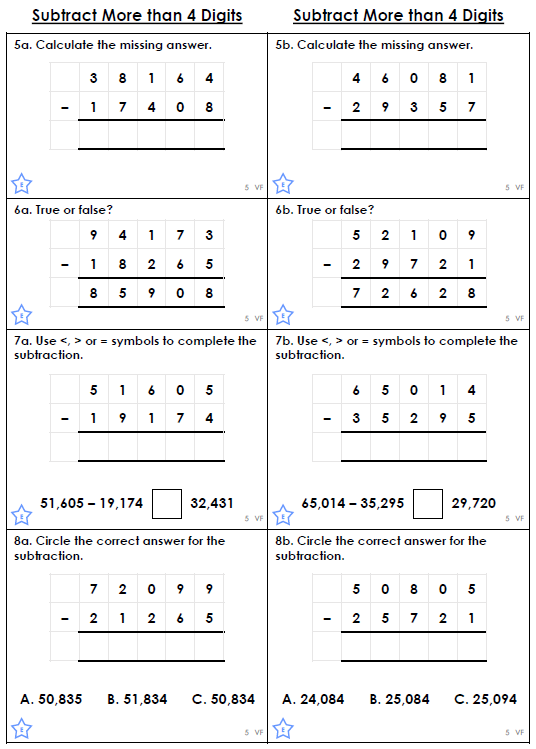 Subtract More than 4 Digits
Subtract More than 4 Digits
5a. Calculate the missing answer.
3 8 1 6 4
– 1 7 4 0 8
E
5 VF
5b. Calculate the missing answer.
4 6 0 8 1
– 2 9 3 5 7
E
5 VF
6a. True or false?
9 4 1 7 3
– 1 8 2 6 5
8 5 9 0 8
E
5 VF
6b. True or false?
5 2 1 0 9
– 2 9 7 2 1
7 2 6 2 8
E
5 VF
7a. Use <, > or = symbols to complete the
subtraction.
5 1 6 0 5
– 1 9 1 7 4
51,605 – 19,174 32,431
E
5 VF
7b. Use <, > or = symbols to complete the
subtraction.
6 5 0 1 4
– 3 5 2 9 5
65,014 – 35,295 29,720
E
5 VF
8a. Circle the correct answer for the
subtraction.
7 2 0 9 9
– 2 1 2 6 5
A. 50,835 B. 51,834 C. 50,834
E
5 VF
8b. Circle the correct answer for the
subtraction.
5 0 8 0 5
– 2 5 7 2 1
A. 24,084 B. 25,084 C. 25,094
E
5 VF